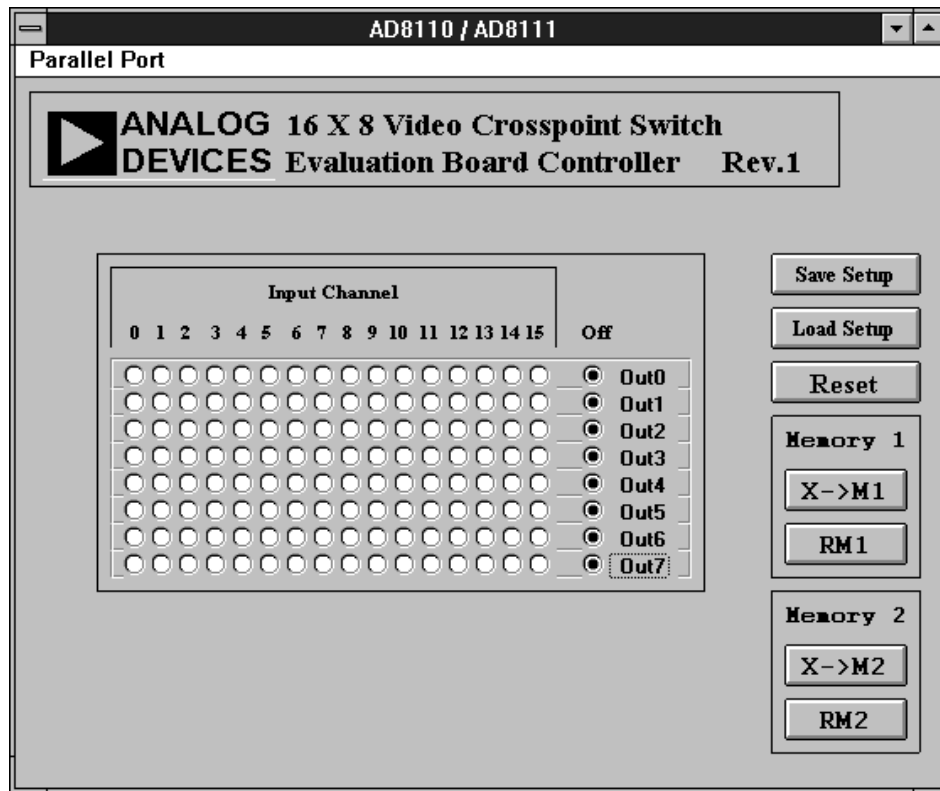 AD8110 / AD8111
Parallel Port
ANALOG DEVICES
16 X 8 Video Crosspoint Switch
Evaluation Board Controller Rev.1
Input Channel
0 1 2 3 4 5 6 7 8 9 10 11 12 13 14 15 Off
Out0
Out1
Out2
Out3
Out4
Out5
Out6
Out7
Save Setup
Load Setup
Reset
Memory 1
X->M1
RM1
Memory 2
X->M2
RM2